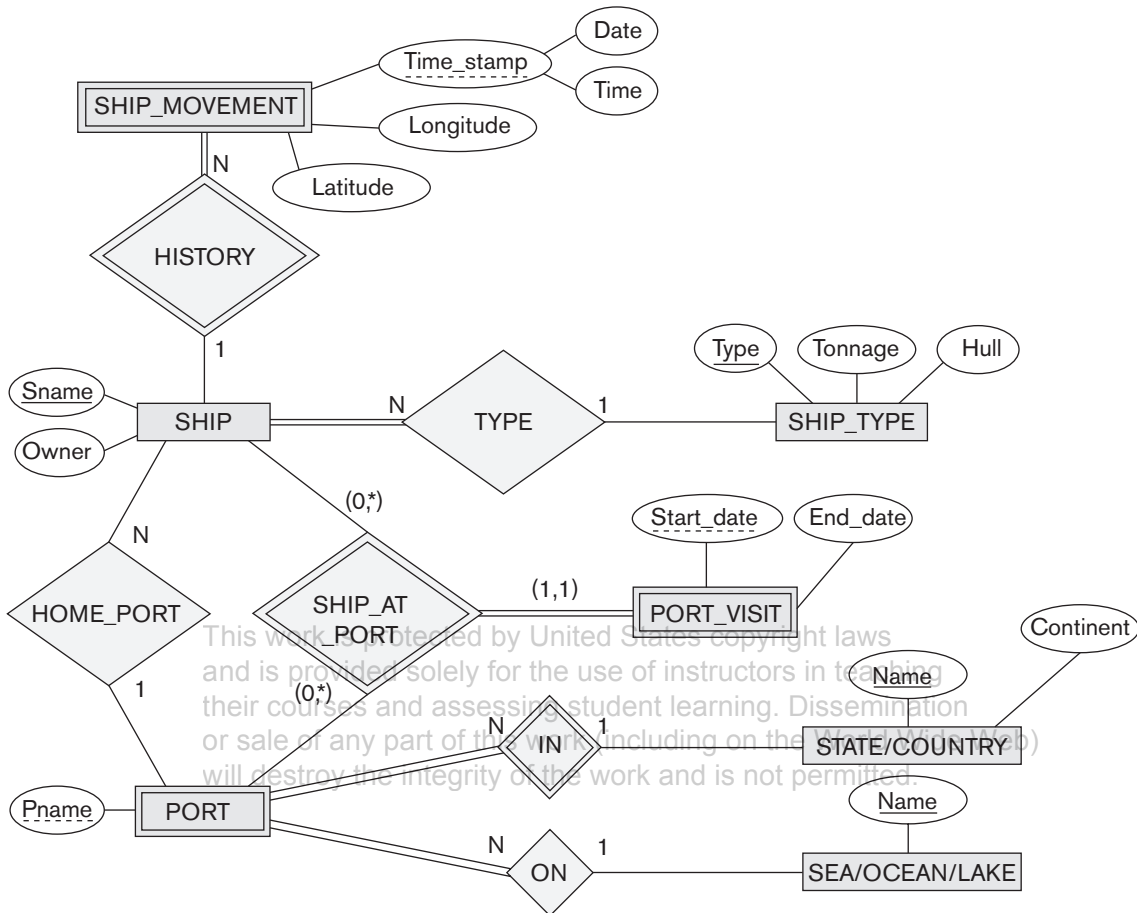 Date
Time_stamp
Time
SHIP_MOVEMENT
Longitude
N
Latitude
HISTORY
1
Type
Tonnage
Hull
Sname
SHIP
N
TYPE
1
SHIP_TYPE
Owner
(0,*)
Start_date
End_date
N
(1,1)
HOME_PORT
SHIP_AT
_PORT
PORT_VISIT
This work is protected by United States copyright laws
and is provided solely for the use of instructors in teaching
their courses and assessing student learning. Dissemination
or sale of any part of this work (including on the World Wide Web)
will destroy the integrity of the work and is not permitted.
Continent
1
(0,*)
Name
N
IN
1
STATE/COUNTRY
Pname
PORT
Name
N
ON
1
SEA/OCEAN/LAKE